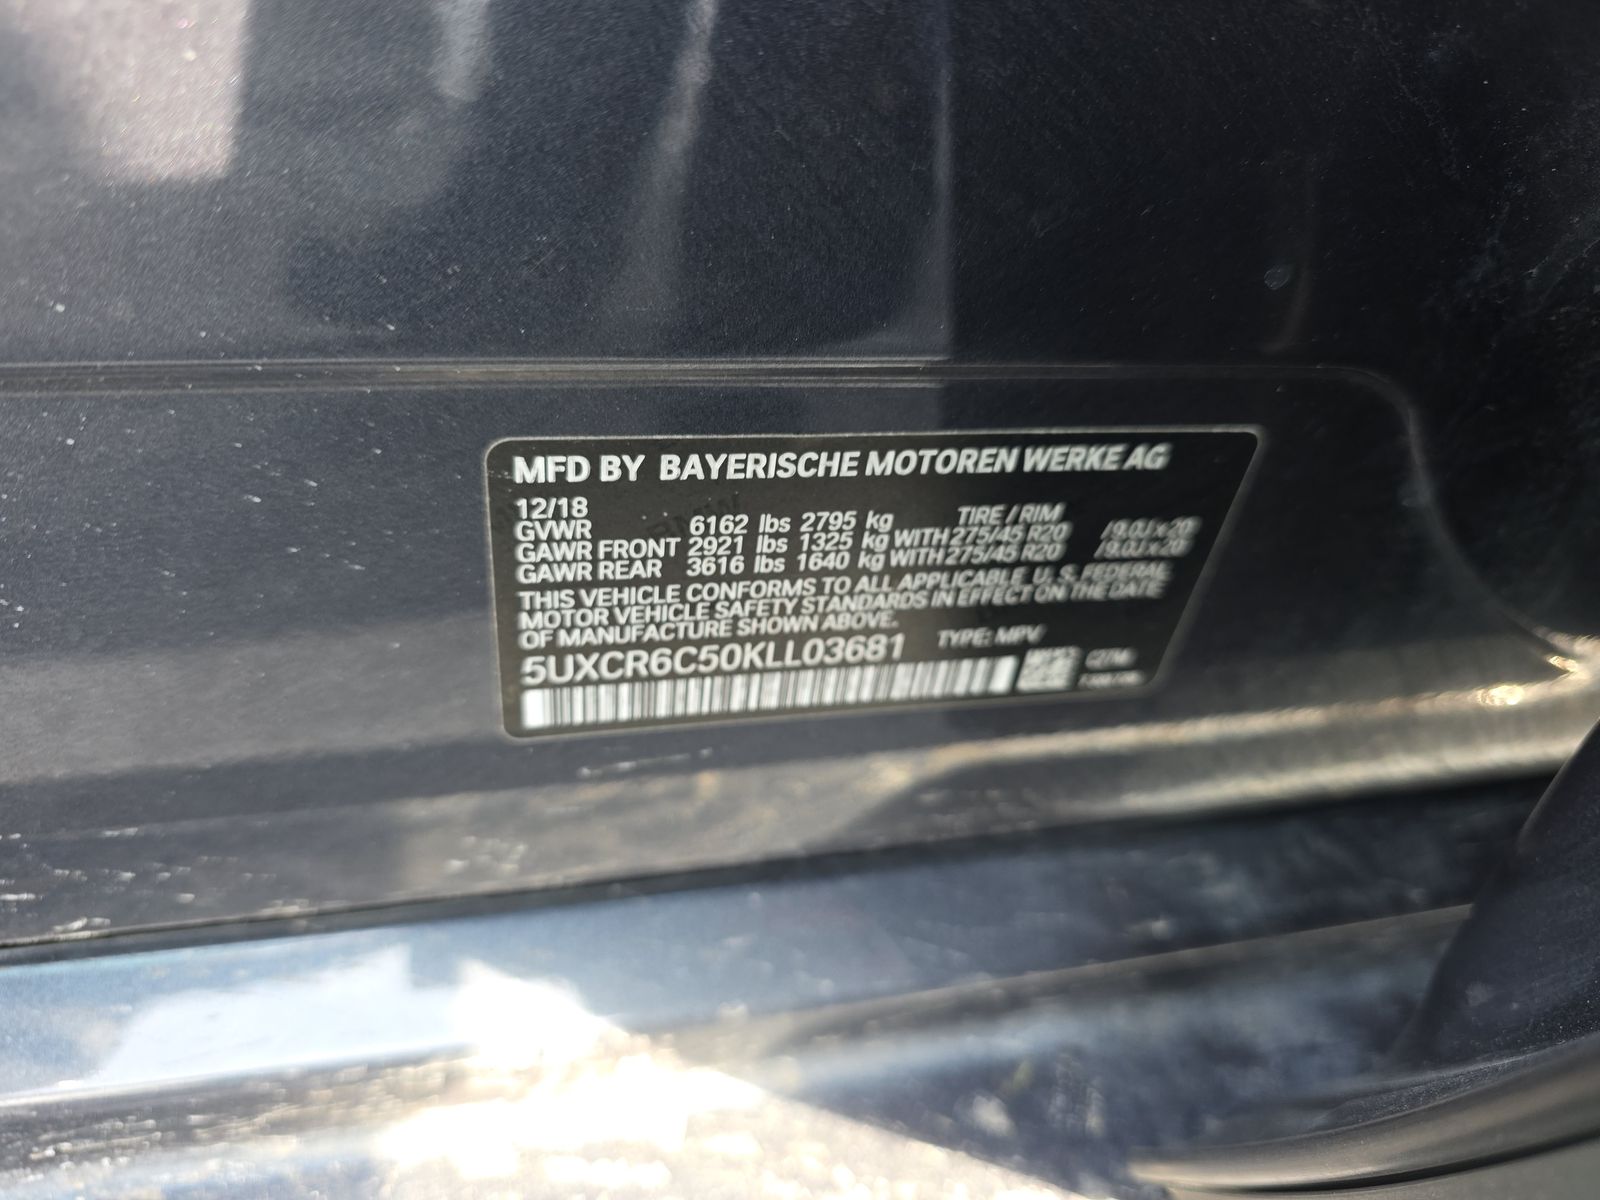 MFD BY BAYERISCHE MOTOREN WERKE AG
12/18 TIRE / RIM
GVWR 6162 lbs 2795 kg
GAWR FRONT 2921 lbs 1325 kg WITH 275/45 R20 /9.0J x 20
GAWR REAR 3616 lbs 1640 kg WITH 275/45 R20 /9.0J x 20
THIS VEHICLE CONFORMS TO ALL APPLICABLE U. S. FEDERAL
MOTOR VEHICLE SAFETY STANDARDS IN EFFECT ON THE DATE
OF MANUFACTURE SHOWN ABOVE.
5UXCR6C50KLL03681 TYPE: MPV